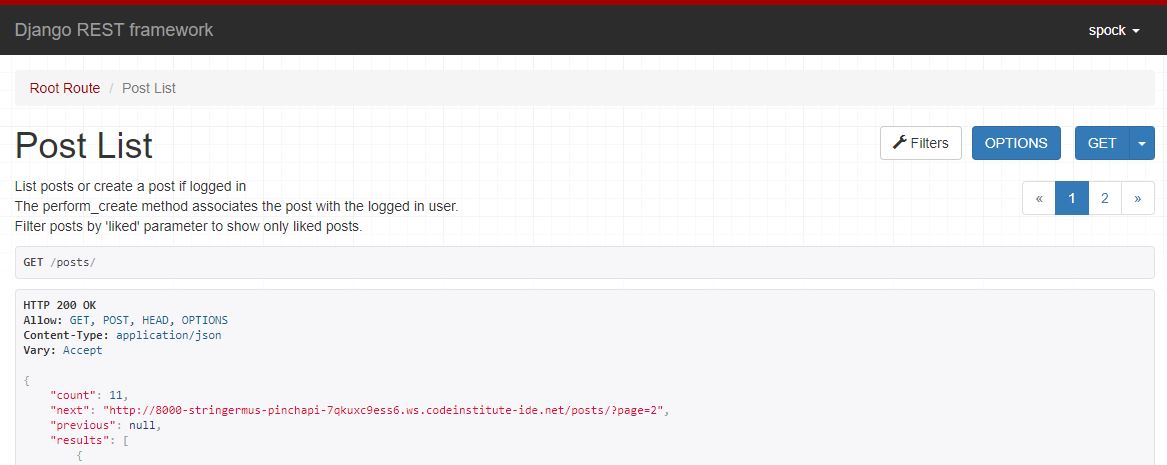 Django REST framework
spock
Root Route / Post List
Post List
Filters
OPTIONS
GET
List posts or create a post if logged in
The perform_create method associates the post with the logged in user.
Filter posts by 'liked' parameter to show only liked posts.
« 1 2 »
GET /posts/
HTTP 200 OK
Allow: GET, POST, HEAD, OPTIONS
Content-Type: application/json
Vary: Accept
{
"count": 11,
"next": "http://8000-stringermus-pinchapi-7qkuxc9ess6.ws.codeinstitute-ide.net/posts/?page=2",
"previous": null,
"results": [
{